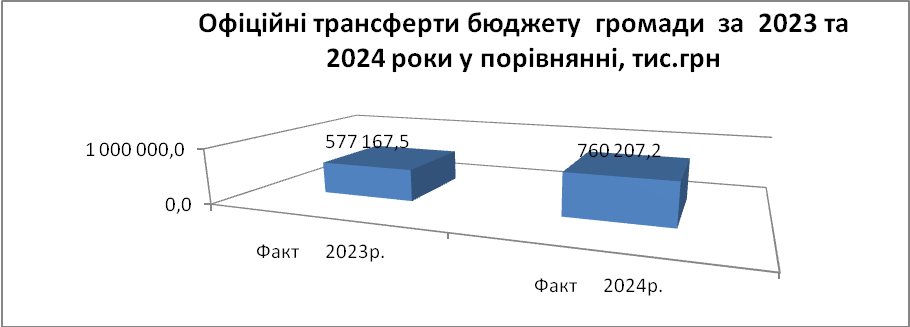 Офіційні трансферти бюджету громади за 2023 та
2024 роки у порівнянні, тис.грн
577 167,5
760 207,2
1 000 000,0
0,0
Факт 2023р.
Факт 2024р.